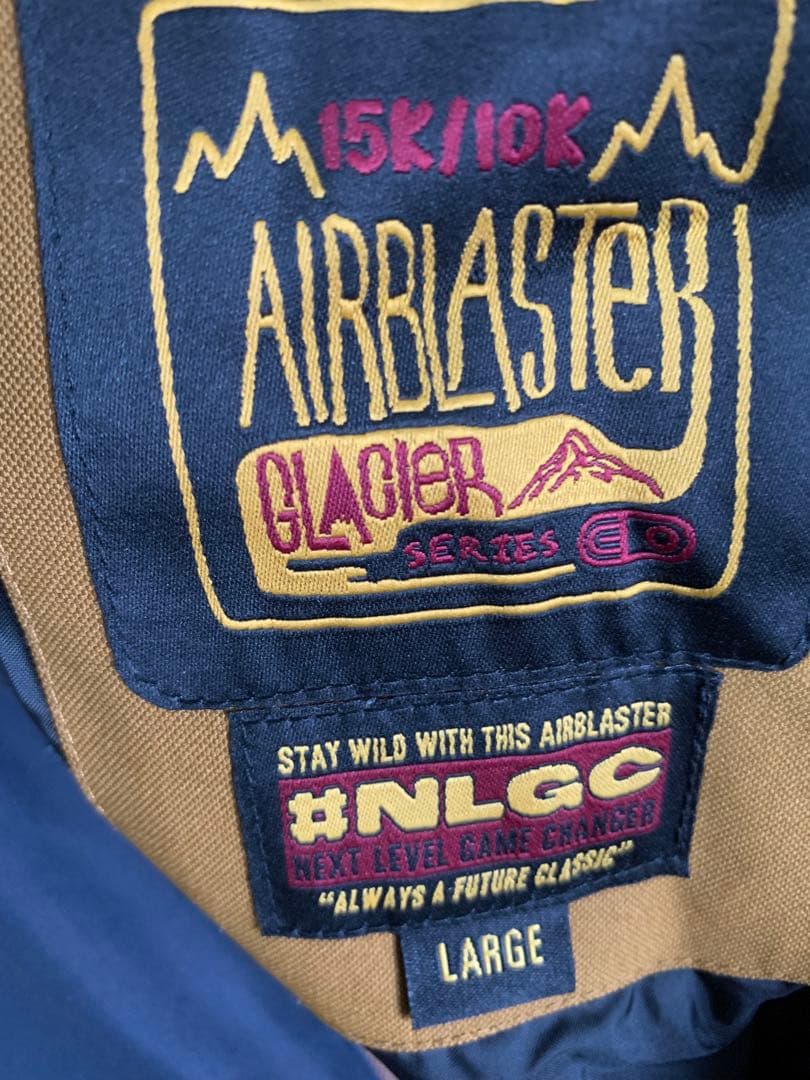 15K/10K
AIRBLASTER
GLACIER
SERIES
STAY WILD WITH THIS AIRBLASTER
#NLGC
NEXT LEVEL GAME CHANGER
"ALWAYS A FUTURE CLASSIC"
LARGE